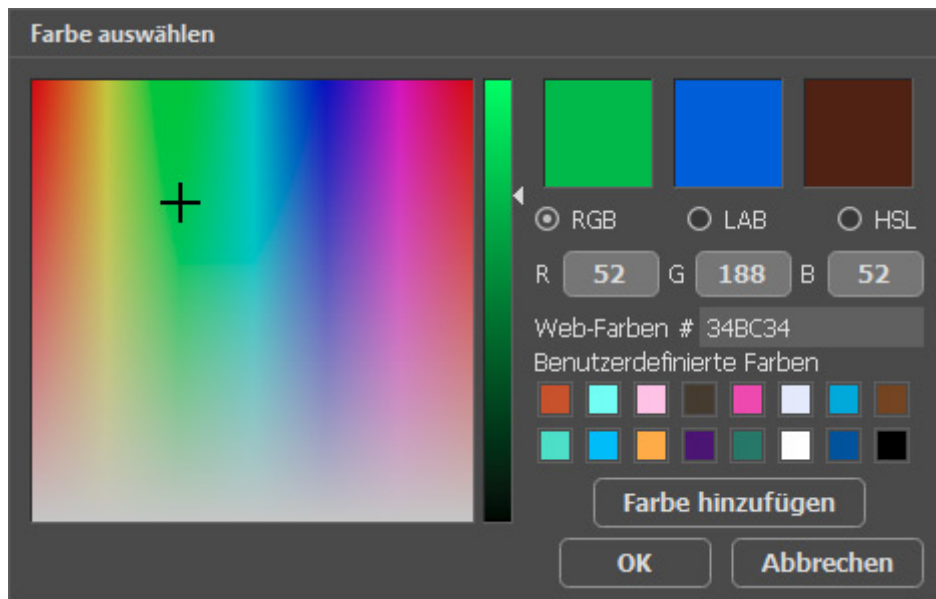 Farbe auswählen
RGB LAB HSL
R 52 G 188 B 52
Web-Farben # 34BC34
Benutzerdefinierte Farben
Farbe hinzufügen
OK Abbrechen